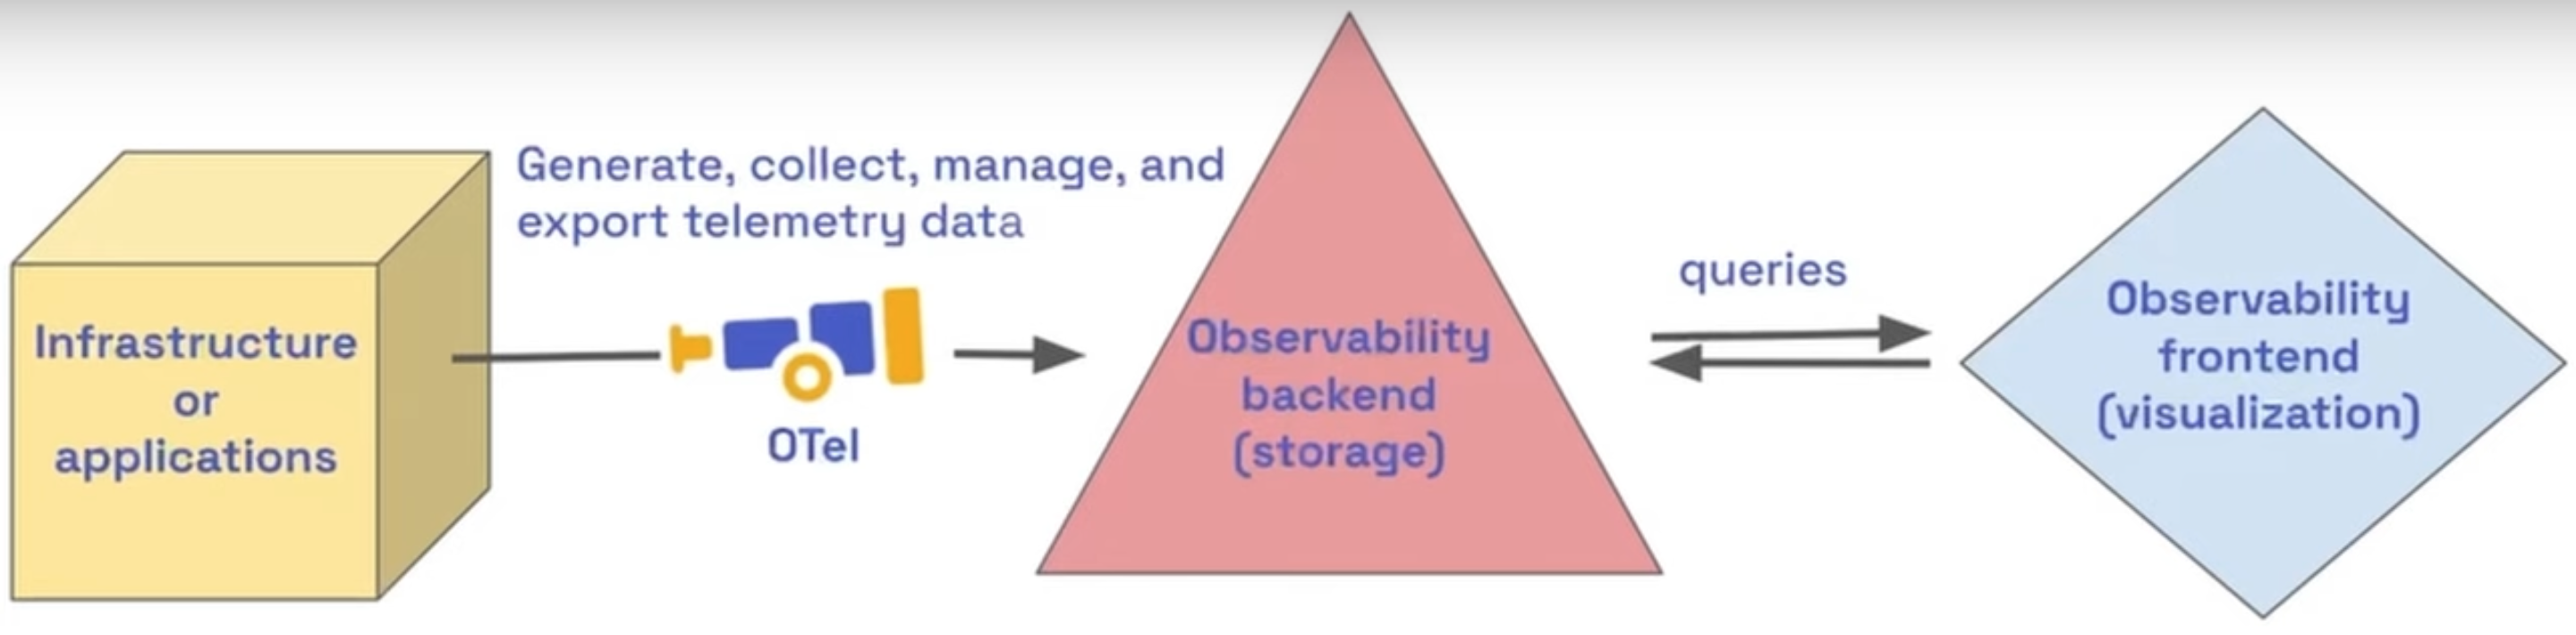 Generate, collect, manage, and
export telemetry data
Infrastructure
or
applications
OTel
Observability
backend
(storage)
queries
Observability
frontend
(visualization)